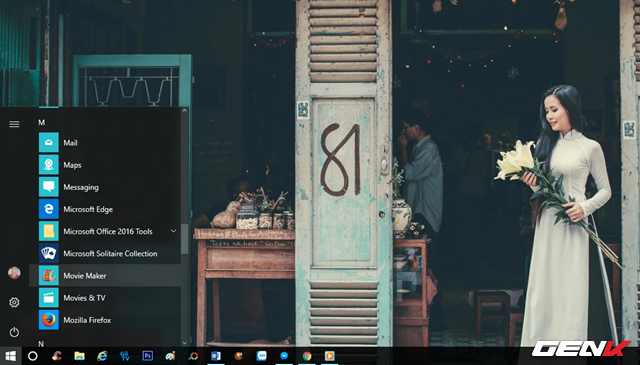 M
Mail
Maps
Messaging
Microsoft Edge
Microsoft Office 2016 Tools
Microsoft Solitaire Collection
Movie Maker
Movies & TV
Mozilla Firefox
N
81
GENK